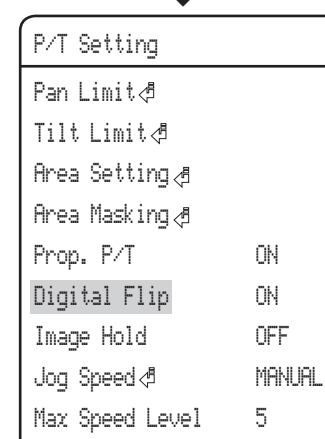 P/T Setting
Pan Limit⏎
Tilt Limit⏎
Area Setting⏎
Area Masking⏎
Prop. P/T ON
Digital Flip ON
Image Hold OFF
Jog Speed⏎ MANUAL
Max Speed Level 5